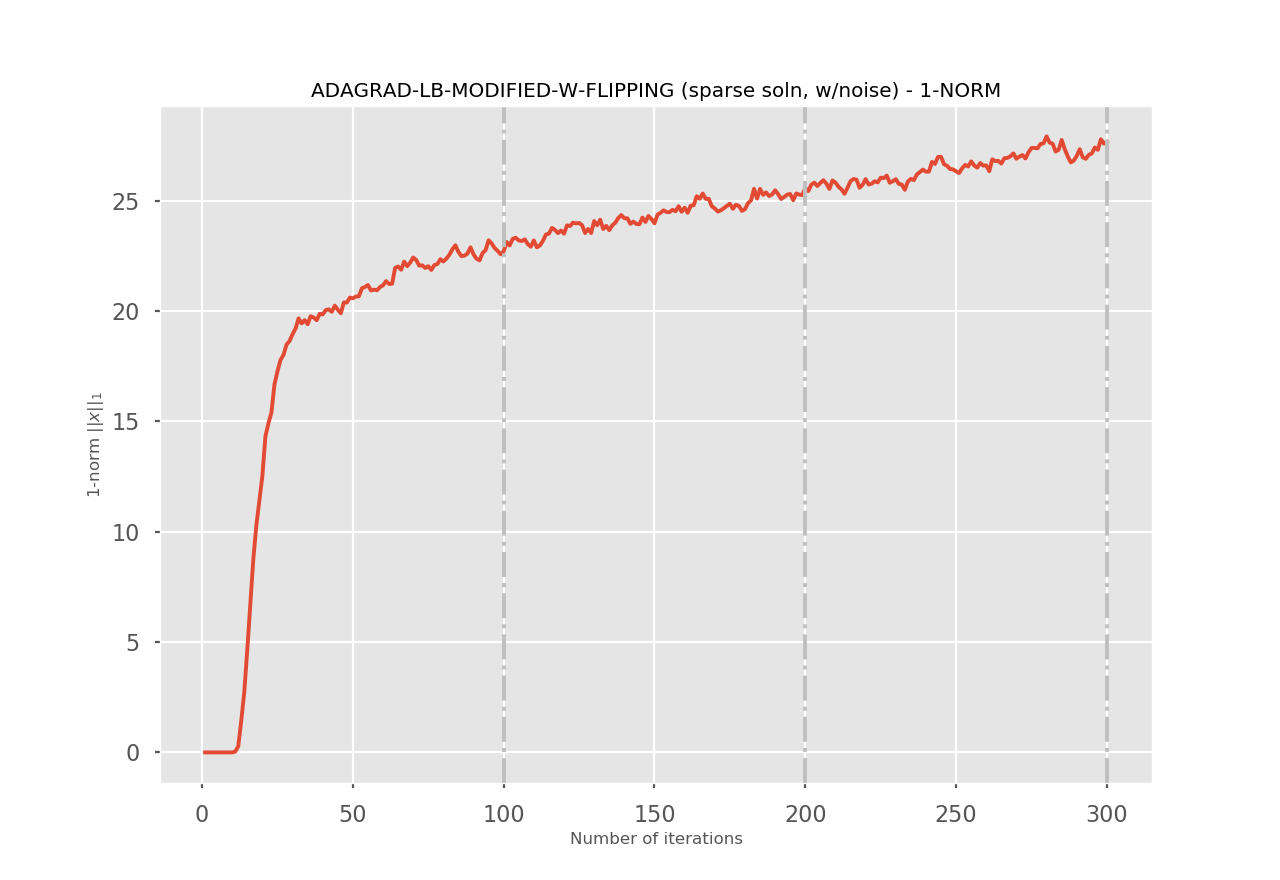 ADAGRAD-LB-MODIFIED-W-FLIPPING (sparse soln, w/noise) - 1-NORM
1-norm ||x||₁
25
20
15
10
5
0
0 50 100 150 200 250 300
Number of iterations